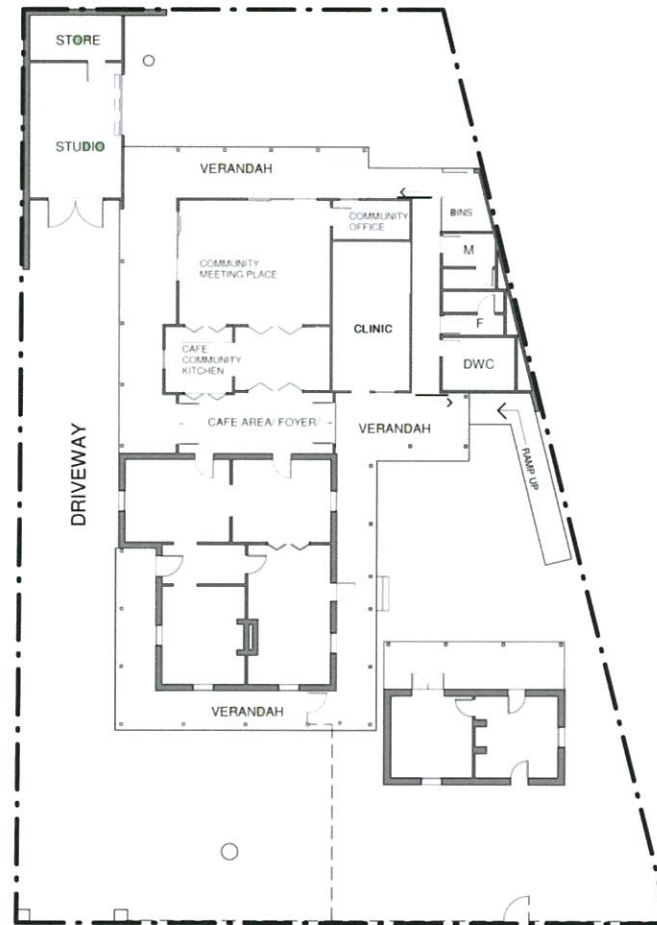 STORE
STUDIO
VERANDAH
COMMUNITY
OFFICE
BINS
M
COMMUNITY
MEETING PLACE
F
CLINIC
CAFE
COMMUNITY
KITCHEN
DWC
CAFE AREA/ FOYER/
VERANDAH
DRIVEWAY
RAMP UP
VERANDAH